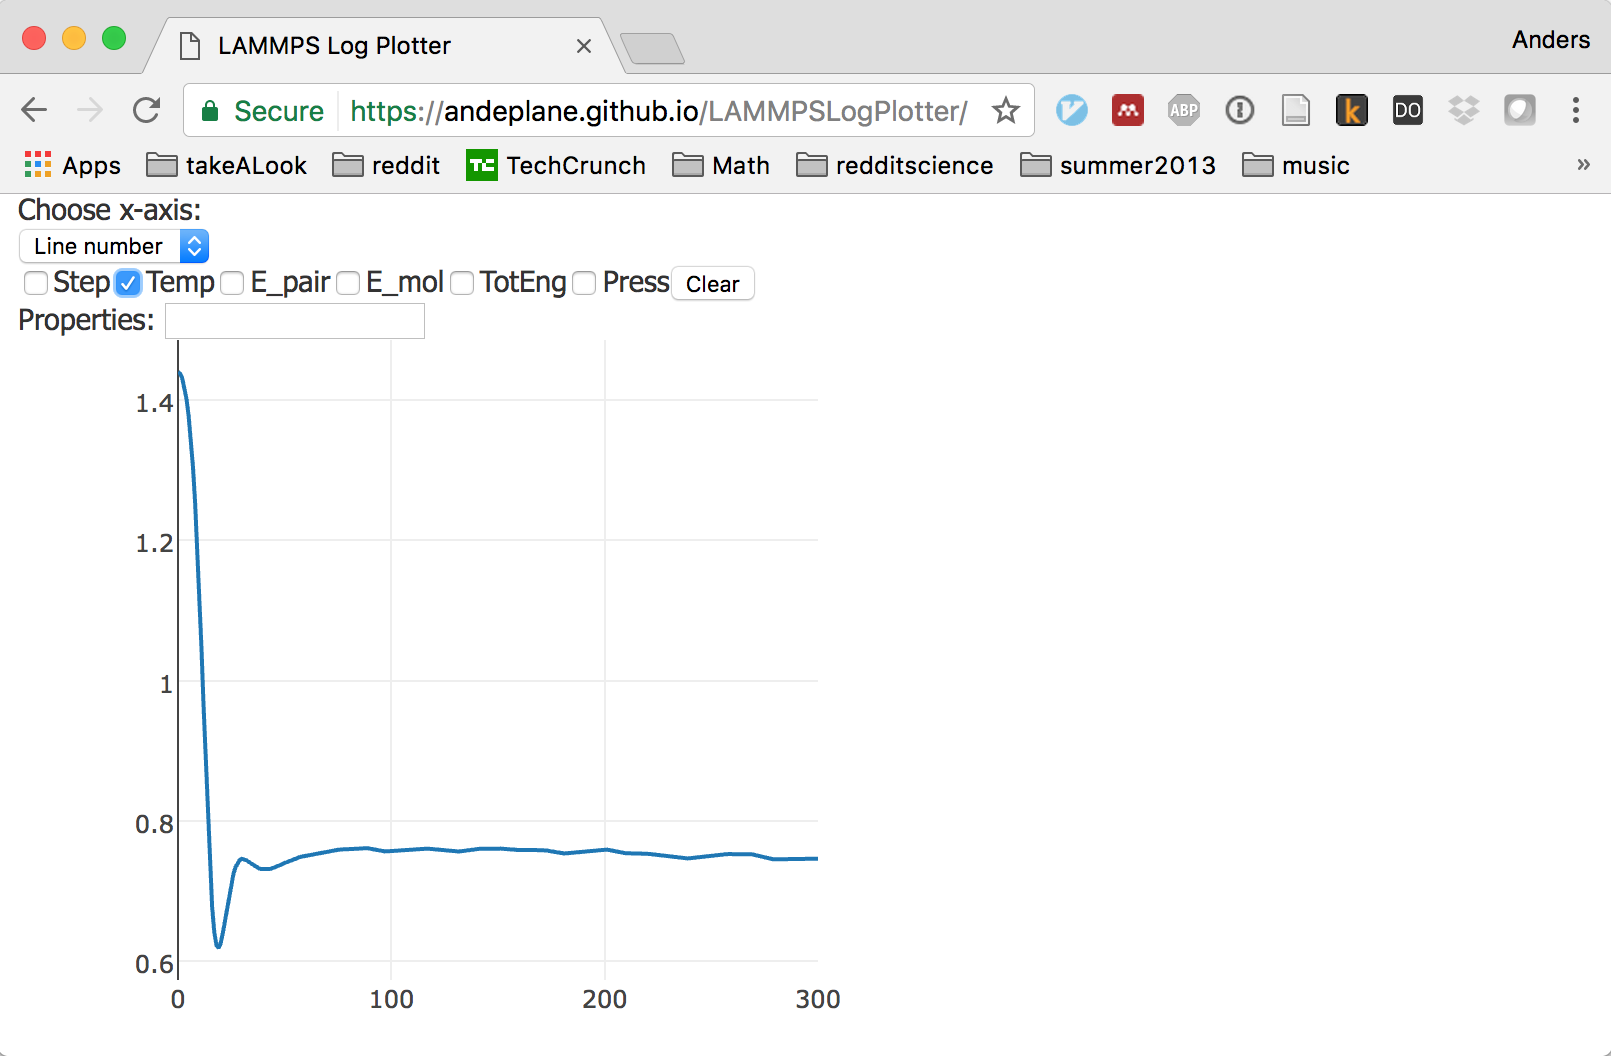 LAMMPS Log Plotter
Anders
Secure https://andeplane.github.io/LAMMPSLogPlotter/ ABP k DO
Apps takeALook reddit TC TechCrunch Math redditscience summer2013 music »
Choose x-axis:
Line number
Step Temp E_pair E_mol TotEng Press Clear
Properties:
1.4
1.2
1
0.8
0.6
0 100 200 300